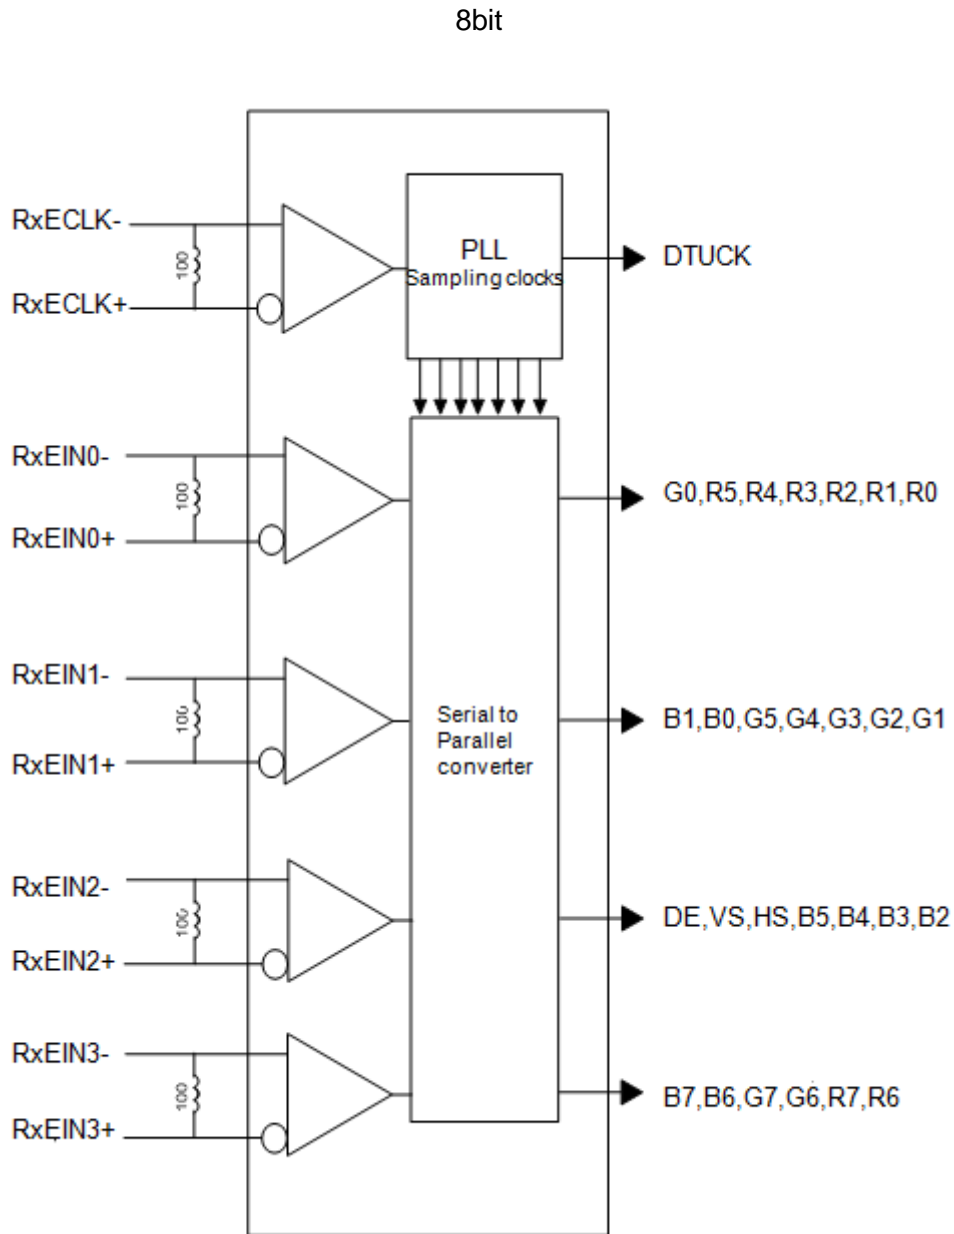 8bit
RxECLK-
100
RxECLK+
PLL
Sampling clocks
DTUCK
RxEIN0-
100
RxEIN0+
G0,R5,R4,R3,R2,R1,R0
RxEIN1-
100
RxEIN1+
Serial to
Parallel
converter
B1,B0,G5,G4,G3,G2,G1
RxEIN2-
100
RxEIN2+
DE,VS,HS,B5,B4,B3,B2
RxEIN3-
100
RxEIN3+
B7,B6,G7,G6,R7,R6